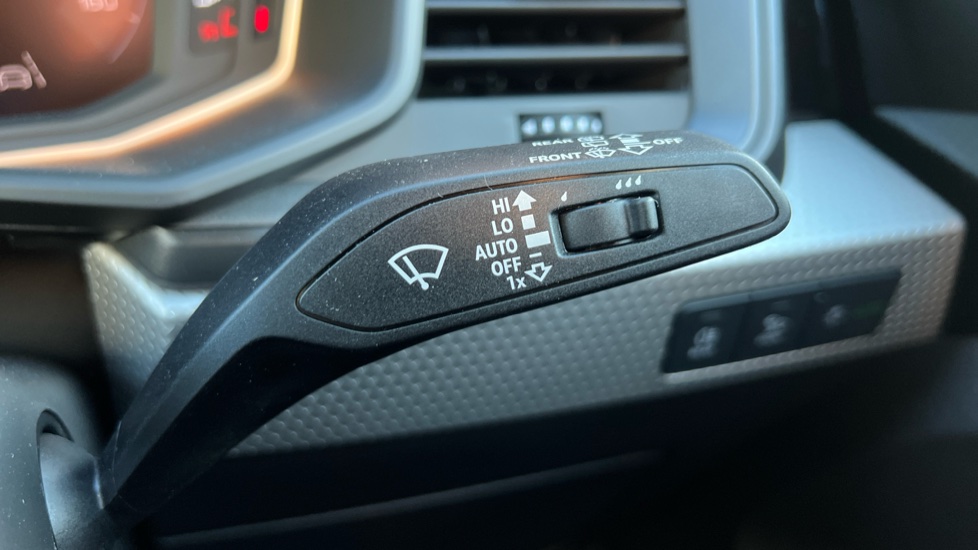 REAR
FRONT OFF
HI
LO
AUTO
OFF
1x